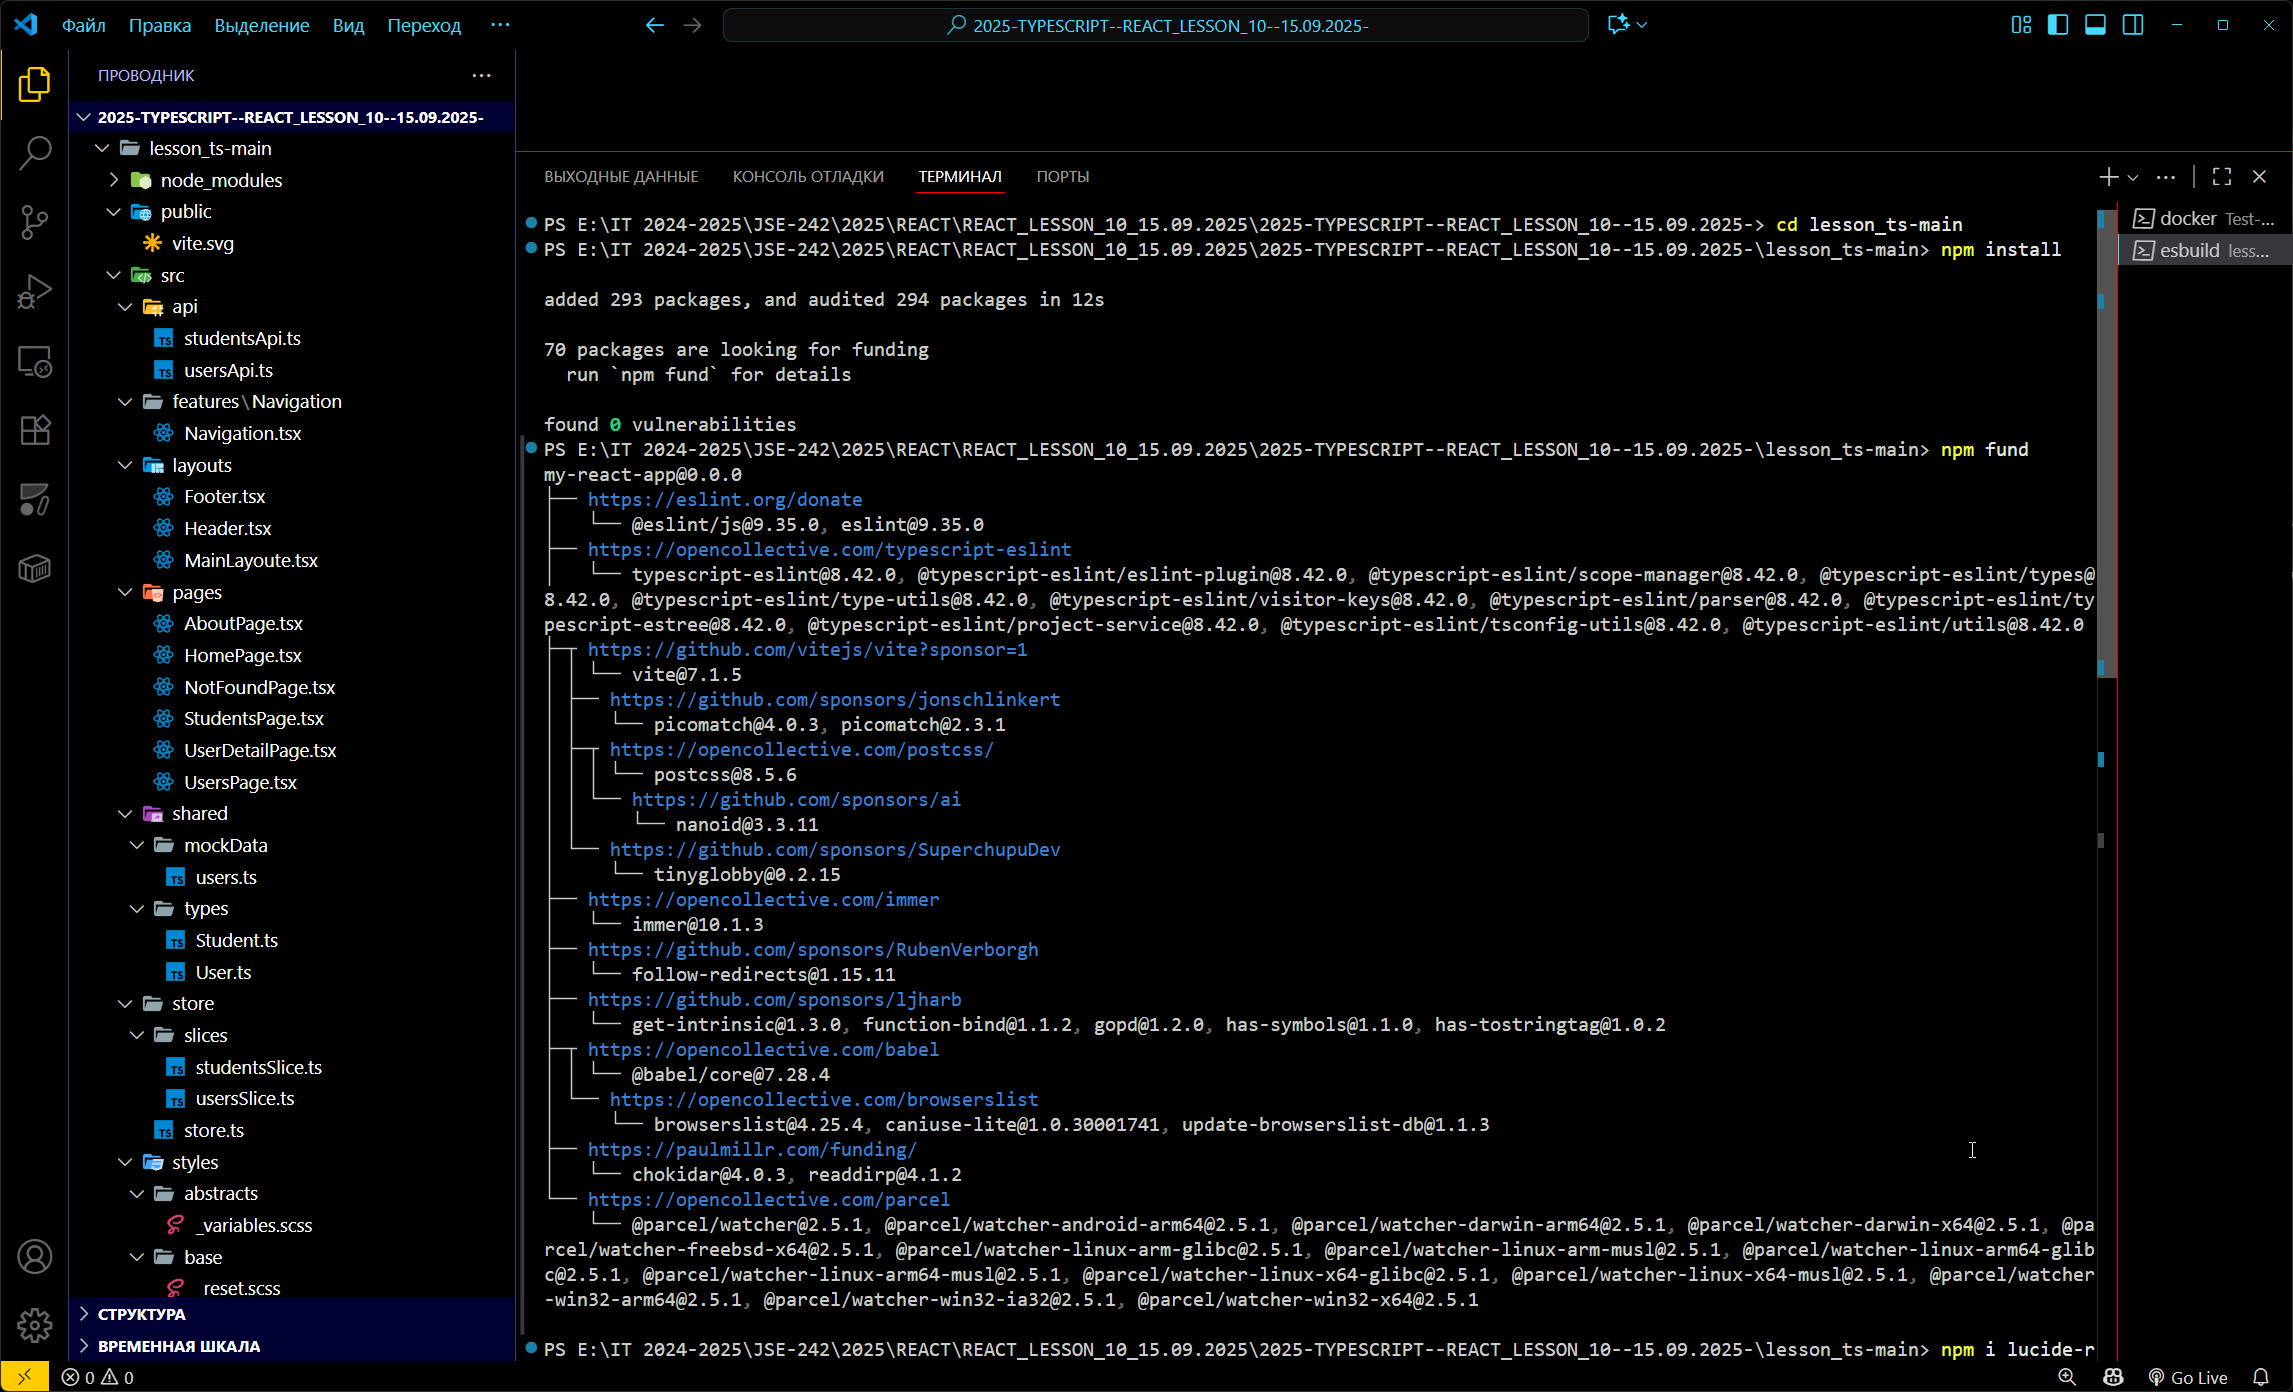 Файл Правка Выделение Вид Переход ···
2025-TYPESCRIPT--REACT_LESSON_10--15.09.2025-
ПРОВОДНИК ···
2025-TYPESCRIPT--REACT_LESSON_10--15.09.2025-
lesson_ts-main
node_modules
public
vite.svg
src
api
studentsApi.ts
usersApi.ts
features\Navigation
Navigation.tsx
layouts
Footer.tsx
Header.tsx
MainLayoute.tsx
pages
AboutPage.tsx
HomePage.tsx
NotFoundPage.tsx
StudentsPage.tsx
UserDetailPage.tsx
UsersPage.tsx
shared
mockData
users.ts
types
Student.ts
User.ts
store
slices
studentsSlice.ts
usersSlice.ts
store.ts
styles
abstracts
_variables.scss
base
_reset.scss
СТРУКТУРА
ВРЕМЕННАЯ ШКАЛА
ВЫХОДНЫЕ ДАННЫЕ КОНСОЛЬ ОТЛАДКИ ТЕРМИНАЛ ПОРТЫ
PS E:\IT 2024-2025\JSE-242\2025\REACT\REACT_LESSON_10_15.09.2025\2025-TYPESCRIPT--REACT_LESSON_10--15.09.2025-> cd lesson_ts-main
PS E:\IT 2024-2025\JSE-242\2025\REACT\REACT_LESSON_10_15.09.2025\2025-TYPESCRIPT--REACT_LESSON_10--15.09.2025-\lesson_ts-main> npm install
added 293 packages, and audited 294 packages in 12s
70 packages are looking for funding
run `npm fund` for details
found 0 vulnerabilities
PS E:\IT 2024-2025\JSE-242\2025\REACT\REACT_LESSON_10_15.09.2025\2025-TYPESCRIPT--REACT_LESSON_10--15.09.2025-\lesson_ts-main> npm fund
my-react-app@0.0.0
https://eslint.org/donate
@eslint/js@9.35.0, eslint@9.35.0
https://opencollective.com/typescript-eslint
typescript-eslint@8.42.0, @typescript-eslint/eslint-plugin@8.42.0, @typescript-eslint/scope-manager@8.42.0, @typescript-eslint/types@
8.42.0, @typescript-eslint/type-utils@8.42.0, @typescript-eslint/visitor-keys@8.42.0, @typescript-eslint/parser@8.42.0, @typescript-eslint/ty
pescript-estree@8.42.0, @typescript-eslint/project-service@8.42.0, @typescript-eslint/tsconfig-utils@8.42.0, @typescript-eslint/utils@8.42.0
https://github.com/vitejs/vite?sponsor=1
vite@7.1.5
https://github.com/sponsors/jonschlinkert
picomatch@4.0.3, picomatch@2.3.1
https://opencollective.com/postcss/
postcss@8.5.6
https://github.com/sponsors/ai
nanoid@3.3.11
https://github.com/sponsors/SuperchupuDev
tinyglobby@0.2.15
https://opencollective.com/immer
immer@10.1.3
https://github.com/sponsors/RubenVerborgh
follow-redirects@1.15.11
https://github.com/sponsors/ljharb
get-intrinsic@1.3.0, function-bind@1.1.2, gopd@1.2.0, has-symbols@1.1.0, has-tostringtag@1.0.2
https://opencollective.com/babel
@babel/core@7.28.4
https://opencollective.com/browserslist
browserslist@4.25.4, caniuse-lite@1.0.30001741, update-browserslist-db@1.1.3
https://paulmillr.com/funding/
chokidar@4.0.3, readdirp@4.1.2
https://opencollective.com/parcel
@parcel/watcher@2.5.1, @parcel/watcher-android-arm64@2.5.1, @parcel/watcher-darwin-arm64@2.5.1, @parcel/watcher-darwin-x64@2.5.1, @pa
rcel/watcher-freebsd-x64@2.5.1, @parcel/watcher-linux-arm-glibc@2.5.1, @parcel/watcher-linux-arm-musl@2.5.1, @parcel/watcher-linux-arm64-glib
c@2.5.1, @parcel/watcher-linux-arm64-musl@2.5.1, @parcel/watcher-linux-x64-glibc@2.5.1, @parcel/watcher-linux-x64-musl@2.5.1, @parcel/watcher
-win32-arm64@2.5.1, @parcel/watcher-win32-ia32@2.5.1, @parcel/watcher-win32-x64@2.5.1
PS E:\IT 2024-2025\JSE-242\2025\REACT\REACT_LESSON_10_15.09.2025\2025-TYPESCRIPT--REACT_LESSON_10--15.09.2025-\lesson_ts-main> npm i lucide-r
docker Test-...
esbuild less...
0 0
Go Live